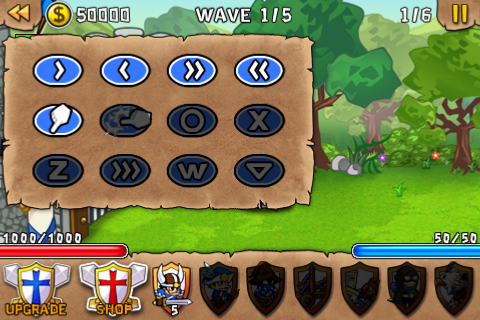 50000 WAVE 1/5 1/6
> < >> <<
O X
Z >>> W
1000/1000 50/50
UPGRADE SHOP 5